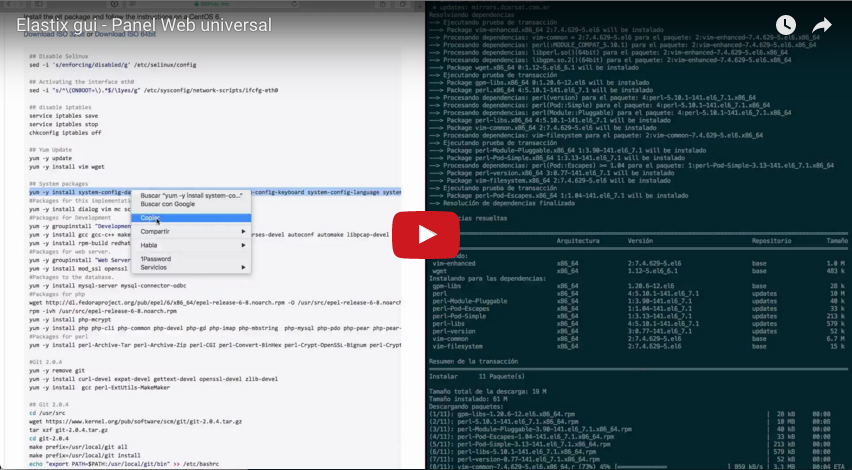 Install the git package and follow the instructions on a CentOS 6
Elastix gui - Panel Web universal
Download ISO 32bit or Download ISO 64bit
## Disable Selinux
sed -i 's/enforcing/disabled/g' /etc/selinux/config
## Activating the interface eth0
sed -i "s/^\(ONBOOT=\).*$/\1yes/g" /etc/sysconfig/network-scripts/ifcfg-eth0
## disable iptables
service iptables save
service iptables stop
chkconfig iptables off
## Yum Update
yum -y update
yum -y install vim wget
## System packages
yum -y install system-config-da
-config-keyboard system-config-language system
#Packages for this implementati
yum -y install dialog vim mc sc
#Packages for Development
yum -y groupinstall "Developmen
yum -y install gcc gcc-c++ make
rses-devel autoconf automake libpcap-devel
yum -y install rpm-build redhat
#Packages for web server.
yum -y groupinstall "Web Server
yum -y install mod_ssl openssl
#Packages to the database.
yum -y install mysql-server mysql-connector-odbc
#Packages for php
wget http://dl.fedoraproject.org/pub/epel/6/x86_64/epel-release-6-8.noarch.rpm -O /usr/src/epel-release-6-8.noarch
rpm -ivh /usr/src/epel-release-6-8.noarch.rpm
yum -y install php-mcrypt
yum -y install php php-cli php-common php-devel php-gd php-imap php-mbstring  php-mysql php-pdo php-pear php-pear-
#Packages for perl
yum -y install perl-Archive-Tar perl-Archive-Zip perl-CGI perl-Convert-BinHex perl-Crypt-OpenSSL-Bignum perl-Crypt
#Git 2.0.4
yum -y remove git
yum -y install curl-devel expat-devel gettext-devel openssl-devel zlib-devel
yum -y install  gcc perl-ExtUtils-MakeMaker
## Git 2.0.4
cd /usr/src
wget https://www.kernel.org/pub/software/scm/git/git-2.0.4.tar.gz
tar xzf git-2.0.4.tar.gz
cd git-2.0.4
make prefix=/usr/local/git all
make prefix=/usr/local/git install
echo "export PATH=$PATH:/usr/local/git/bin" >> /etc/bashrc
Buscar "yum -y install system-co..."
Buscar con Google
Copiar
Compartir
Habla
1Password
Servicios
* updates: mirrors.dcarsat.com.ar
Resolviendo dependencias
--> Ejecutando prueba de transacción
---> Package vim-enhanced.x86_64 2:7.4.629-5.el6 will be instalado
--> Procesando dependencias: vim-common = 2:7.4.629-5.el6 para el paquete: 2:vim-enhanced-7.4.629-5.el6.x86_64
--> Procesando dependencias: perl(:MODULE_COMPAT_5.10.1) para el paquete: 2:vim-enhanced-7.4.629-5.el6.x86_64
--> Procesando dependencias: libperl.so()(64bit) para el paquete: 2:vim-enhanced-7.4.629-5.el6.x86_64
--> Procesando dependencias: libgpm.so.2()(64bit) para el paquete: 2:vim-enhanced-7.4.629-5.el6.x86_64
---> Package wget.x86_64 0:1.12-5.el6_6.1 will be instalado
--> Ejecutando prueba de transacción
---> Package gpm-libs.x86_64 0:1.20.6-12.el6 will be instalado
---> Package perl.x86_64 4:5.10.1-141.el6_7.1 will be instalado
--> Procesando dependencias: perl(version) para el paquete: 4:perl-5.10.1-141.el6_7.1.x86_64
--> Procesando dependencias: perl(Pod::Simple) para el paquete: 4:perl-5.10.1-141.el6_7.1.x86_64
--> Procesando dependencias: perl(Module::Pluggable) para el paquete: 4:perl-5.10.1-141.el6_7.1.x86_64
---> Package perl-libs.x86_64 4:5.10.1-141.el6_7.1 will be instalado
---> Package vim-common.x86_64 2:7.4.629-5.el6 will be instalado
--> Procesando dependencias: vim-filesystem para el paquete: 2:vim-common-7.4.629-5.el6.x86_64
--> Ejecutando prueba de transacción
---> Package perl-Module-Pluggable.x86_64 1:3.90-141.el6_7.1 will be instalado
---> Package perl-Pod-Simple.x86_64 1:3.13-141.el6_7.1 will be instalado
--> Procesando dependencias: perl(Pod::Escapes) >= 1.04 para el paquete: 1:perl-Pod-Simple-3.13-141.el6_7.1.x86_64
---> Package perl-version.x86_64 3:0.77-141.el6_7.1 will be instalado
---> Package vim-filesystem.x86_64 2:7.4.629-5.el6 will be instalado
--> Ejecutando prueba de transacción
---> Package perl-Pod-Escapes.x86_64 1:1.04-141.el6_7.1 will be instalado
--> Resolución de dependencias finalizada
cias resueltas
Arquitectura Versión Repositorio Tamaño
ndo:
vim-enhanced x86_64 2:7.4.629-5.el6 base 1.0 M
wget x86_64 1.12-5.el6_6.1 base 483 k
Instalando para las dependencias:
gpm-libs x86_64 1.20.6-12.el6 base 28 k
perl x86_64 4:5.10.1-141.el6_7.1 updates 10 M
perl-Module-Pluggable x86_64 1:3.90-141.el6_7.1 updates 40 k
perl-Pod-Escapes x86_64 1:1.04-141.el6_7.1 updates 33 k
perl-Pod-Simple x86_64 1:3.13-141.el6_7.1 updates 213 k
perl-libs x86_64 4:5.10.1-141.el6_7.1 updates 579 k
perl-version x86_64 3:0.77-141.el6_7.1 updates 52 k
vim-common x86_64 2:7.4.629-5.el6 base 6.7 M
vim-filesystem x86_64 2:7.4.629-5.el6 base 15 k
Resumen de la transacción
Instalar 11 Paquete(s)
Tamaño total de la descarga: 19 M
Tamaño instalado: 61 M
Descargando paquetes:
(1/11): gpm-libs-1.20.6-12.el6.x86_64.rpm | 28 kB 00:00
(2/11): perl-5.10.1-141.el6_7.1.x86_64.rpm | 10 MB 00:08
(3/11): perl-Module-Pluggable-3.90-141.el6_7.1.x86_64.rpm | 40 kB 00:00
(4/11): perl-Pod-Escapes-1.04-141.el6_7.1.x86_64.rpm | 33 kB 00:00
(5/11): perl-Pod-Simple-3.13-141.el6_7.1.x86_64.rpm | 213 kB 00:00
(6/11): perl-libs-5.10.1-141.el6_7.1.x86_64.rpm | 579 kB 00:00
(7/11): perl-version-0.77-141.el6_7.1.x86_64.rpm | 52 kB 00:00